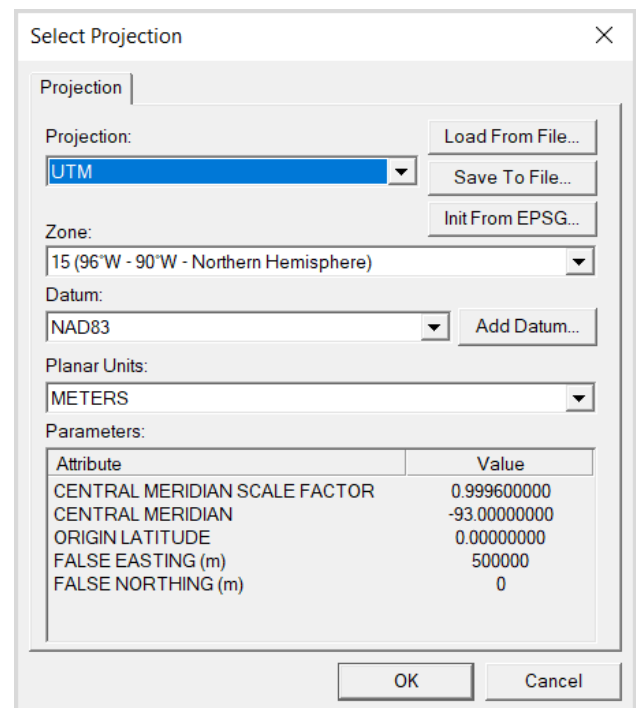 Select Projection
Projection
Projection:
Load From File...
UTM
Save To File...
Init From EPSG...
Zone:
15 (96°W - 90°W - Northern Hemisphere)
Datum:
NAD83
Add Datum...
Planar Units:
METERS
Parameters:
Attribute Value
CENTRAL MERIDIAN SCALE FACTOR 0.999600000
CENTRAL MERIDIAN -93.00000000
ORIGIN LATITUDE 0.00000000
FALSE EASTING (m) 500000
FALSE NORTHING (m) 0
OK Cancel